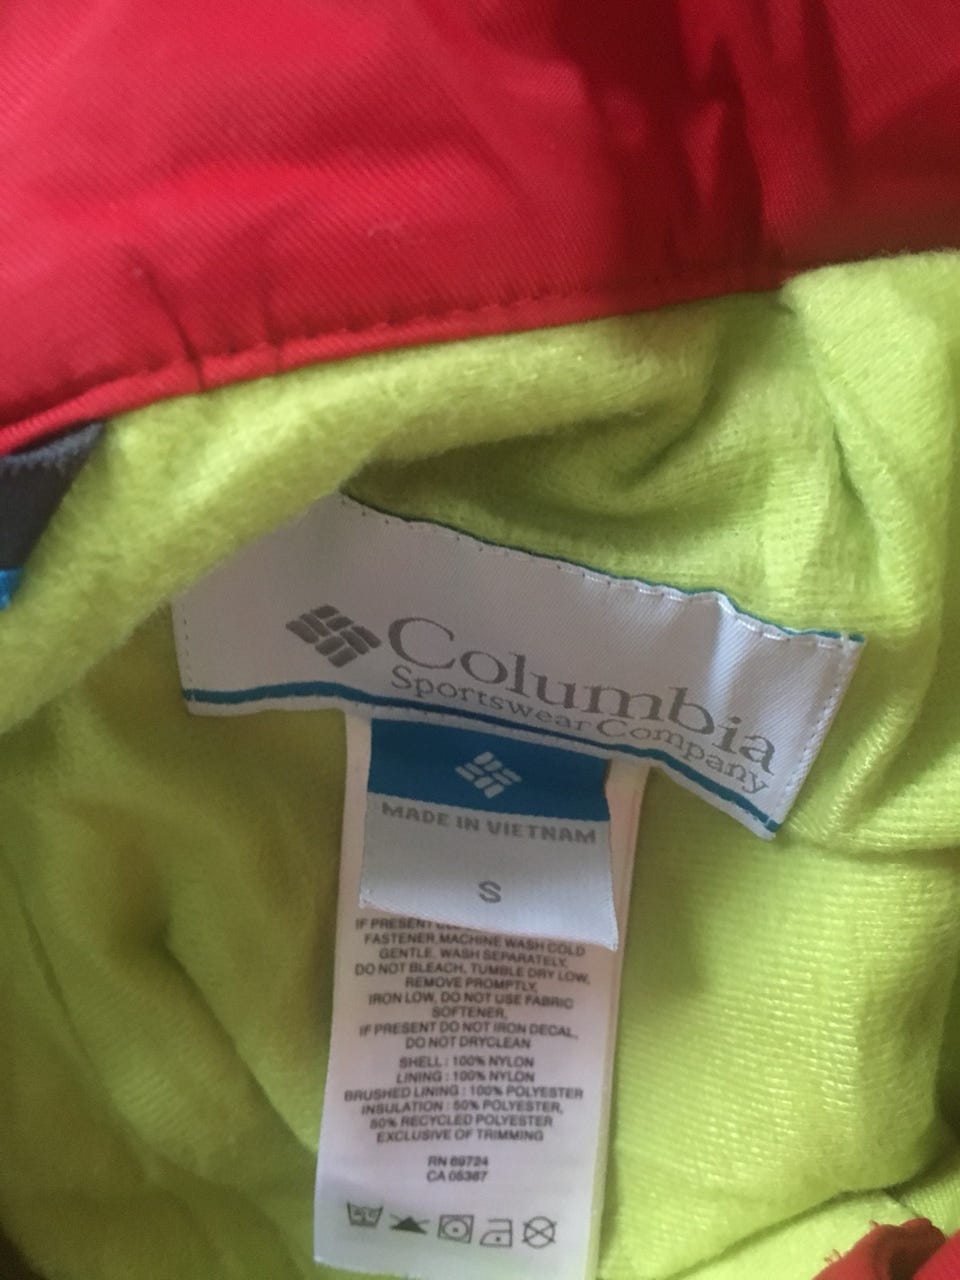 Columbia
Sportswear Company
MADE IN VIETNAM
S
IF PRESENT
FASTENER, MACHINE WASH COLD
GENTLE, WASH SEPARATELY,
DO NOT BLEACH, TUMBLE DRY LOW,
REMOVE PROMPTLY,
IRON LOW, DO NOT USE FABRIC
SOFTENER,
IF PRESENT DO NOT IRON DECAL,
DO NOT DRYCLEAN
SHELL : 100% NYLON
LINING : 100% NYLON
BRUSHED LINING : 100% POLYESTER
INSULATION : 50% POLYESTER,
50% RECYCLED POLYESTER
EXCLUSIVE OF TRIMMING
RN 69724
CA 05367